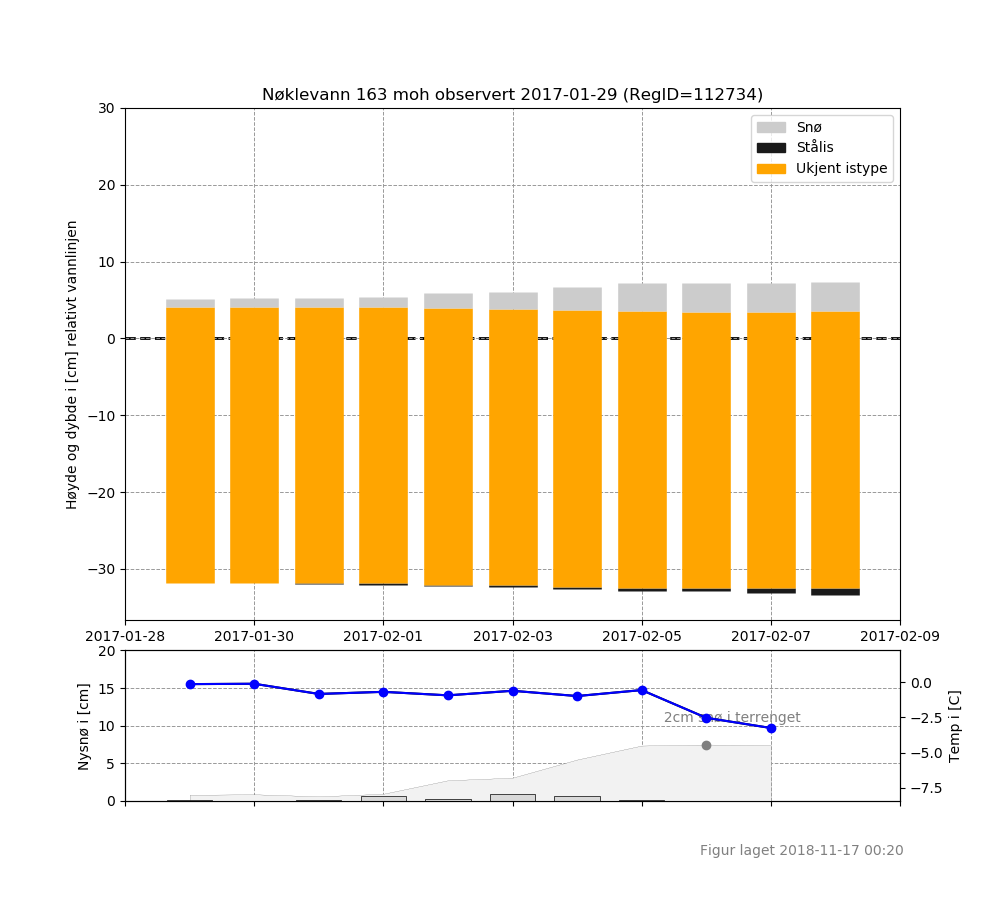 Nøklevann 163 moh observert 2017-01-29 (RegID=112734)
Snø
Stålis
Ukjent istype
Høyde og dybde i [cm] relativt vannlinjen
30
20
10
0
−10
−20
−30
2017-01-28 2017-01-30 2017-02-01 2017-02-03 2017-02-05 2017-02-07 2017-02-09
Nysnø i [cm]
20
15
10
5
0
2cm snø i terrenget
0.0
−2.5
−5.0
−7.5
Temp i [C]
Figur laget 2018-11-17 00:20